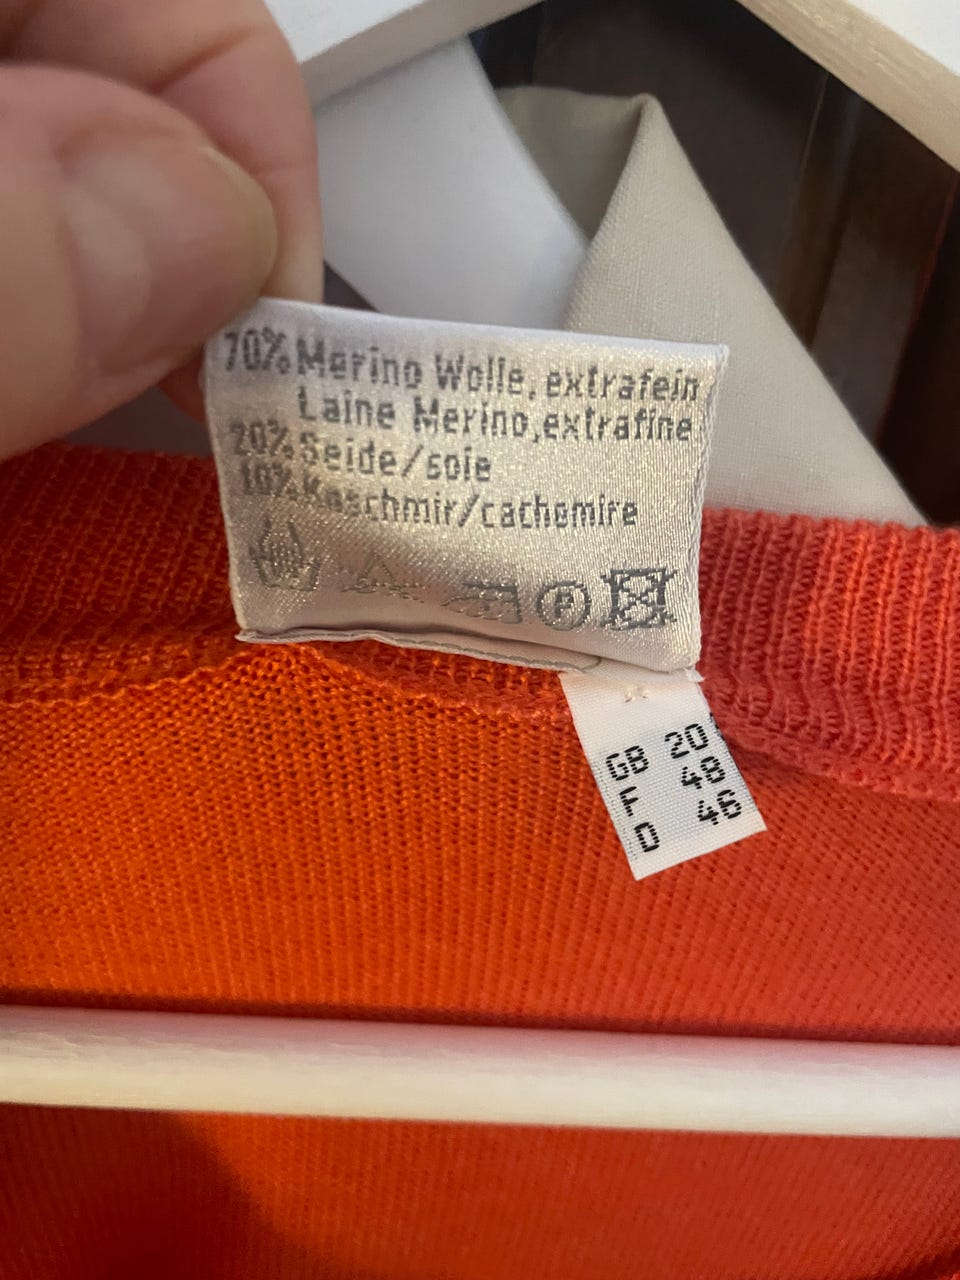 70% Merino Wolle, extrafein
Laine Merino, extrafine
20% Seide/soie
10% Kaschmir/cachemire
P
GB 20
F 48
D 46